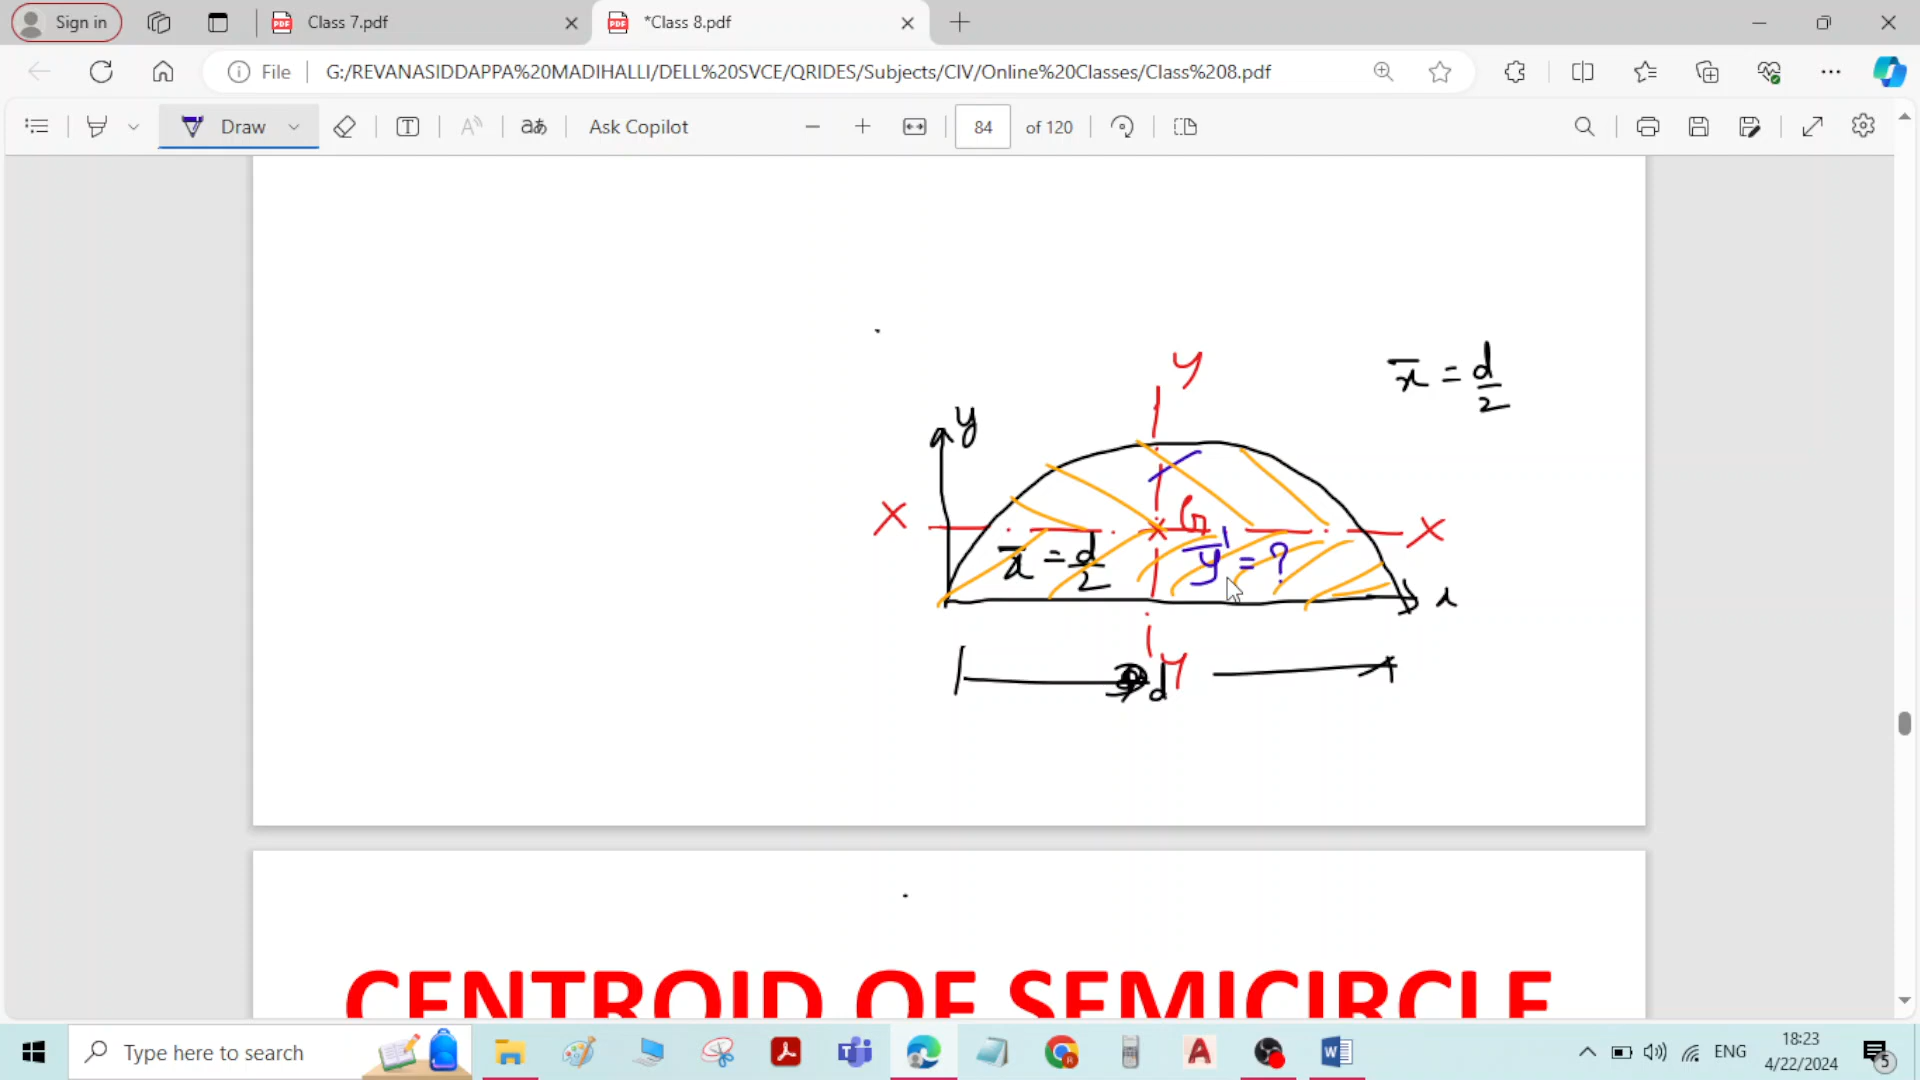 Sign in
Class 7.pdf
*Class 8.pdf
File
G:/REVANASIDDAPPA%20MADIHALLI/DELL%20SVCE/QRIDES/Subjects/CIV/Online%20Classes/Class%208.pdf
Draw
Ask Copilot
84 of 120
y
x̄ = d/2
y
X
G
X
x̄ = d/2
ȳ = ?
x
d
y
CENTROID OF SEMICIRCLE
Type here to search
ENG
18:23
4/22/2024
5